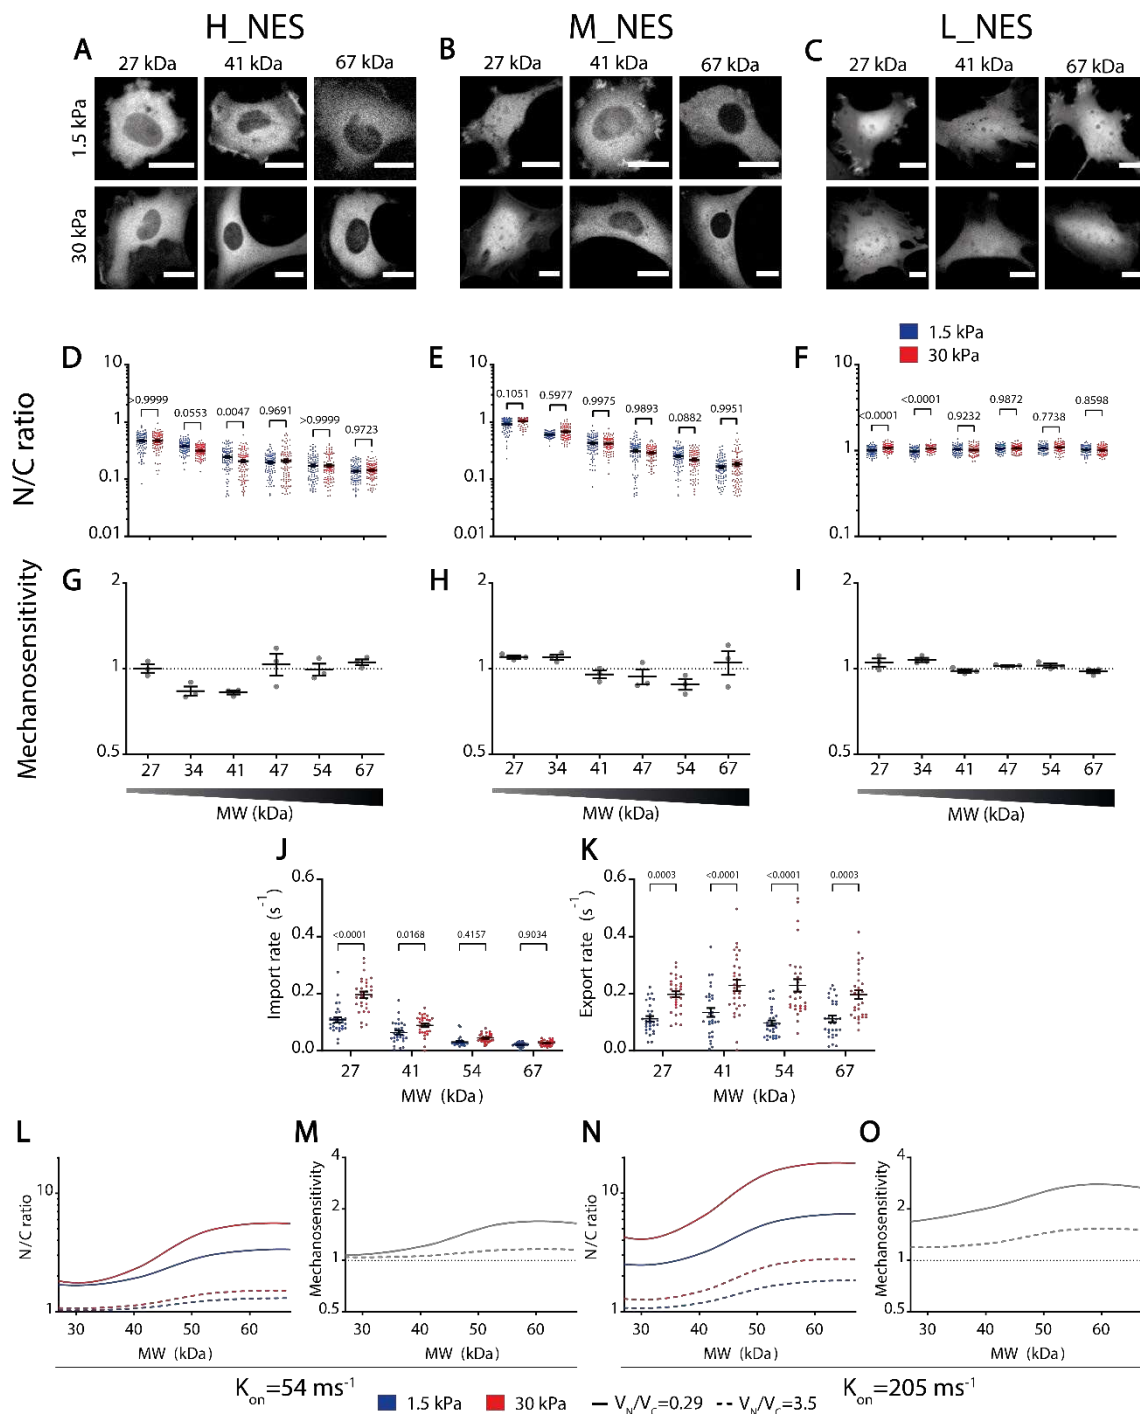 H_NES M_NES L_NES
A B C
27 kDa 41 kDa 67 kDa 27 kDa 41 kDa 67 kDa 27 kDa 41 kDa 67 kDa
1.5 kPa
30 kPa
1.5 kPa
30 kPa
D E F
N/C ratio
10 10 10
>0.9999 0.0553 0.0047 0.9691 >0.9999 0.9723
0.1051 0.5977 0.9975 0.9893 0.0882 0.9951
<0.0001 <0.0001 0.9232 0.9872 0.7738 0.8598
1 1 1
0.1 0.1
0.01 0.01 0.1
G H I
Mechanosensitivity
2 2 2
1 1 1
0.5 0.5 0.5
27 34 41 47 54 67 27 34 41 47 54 67 27 34 41 47 54 67
MW (kDa) MW (kDa) MW (kDa)
J K
Import rate (s-1) Export rate (s-1)
0.6 0.6
0.4 0.4
0.2 0.2
0.0 0.0
<0.0001 0.0168 0.4157 0.9034
0.0003 <0.0001 <0.0001 0.0003
27 41 54 67 27 41 54 67
MW (kDa) MW (kDa)
L M N O
N/C ratio Mechanosensitivity N/C ratio Mechanosensitivity
10 4 10 4
2 2
1 1
1 0.5 1 0.5
30 40 50 60 30 40 50 60 30 40 50 60 30 40 50 60
MW (kDa) MW (kDa) MW (kDa) MW (kDa)
Kon=54 ms-1 1.5 kPa 30 kPa VN/VC=0.29 VN/VC=3.5 Kon=205 ms-1